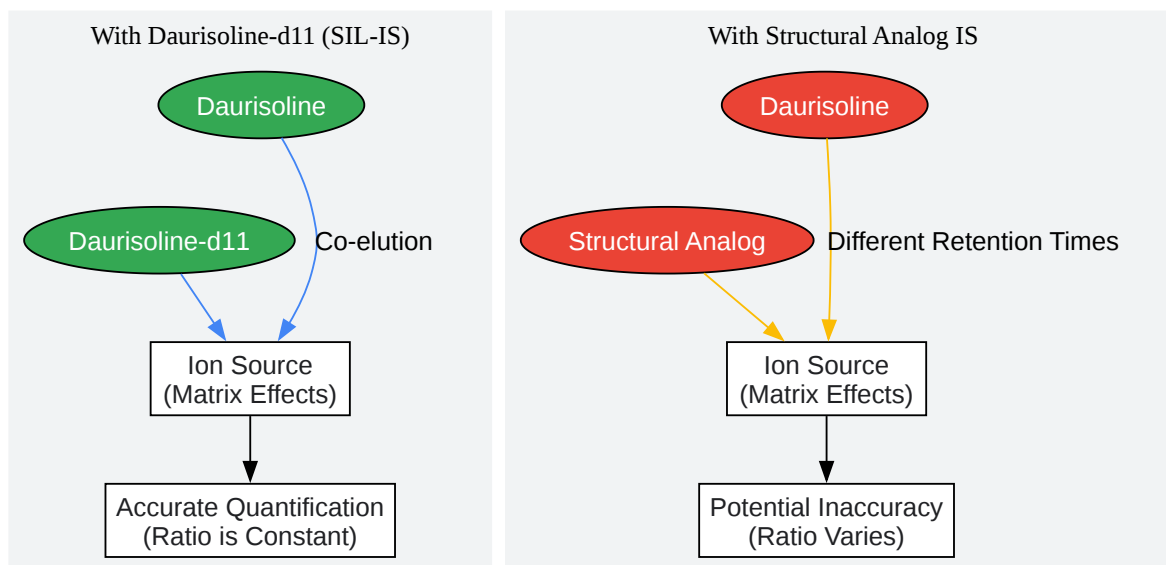 With Daurisoline-d11 (SIL-IS)
Daurisoline
Daurisoline-d11
Co-elution
Ion Source
(Matrix Effects)
Accurate Quantification
(Ratio is Constant)
With Structural Analog IS
Daurisoline
Structural Analog
Different Retention Times
Ion Source
(Matrix Effects)
Potential Inaccuracy
(Ratio Varies)